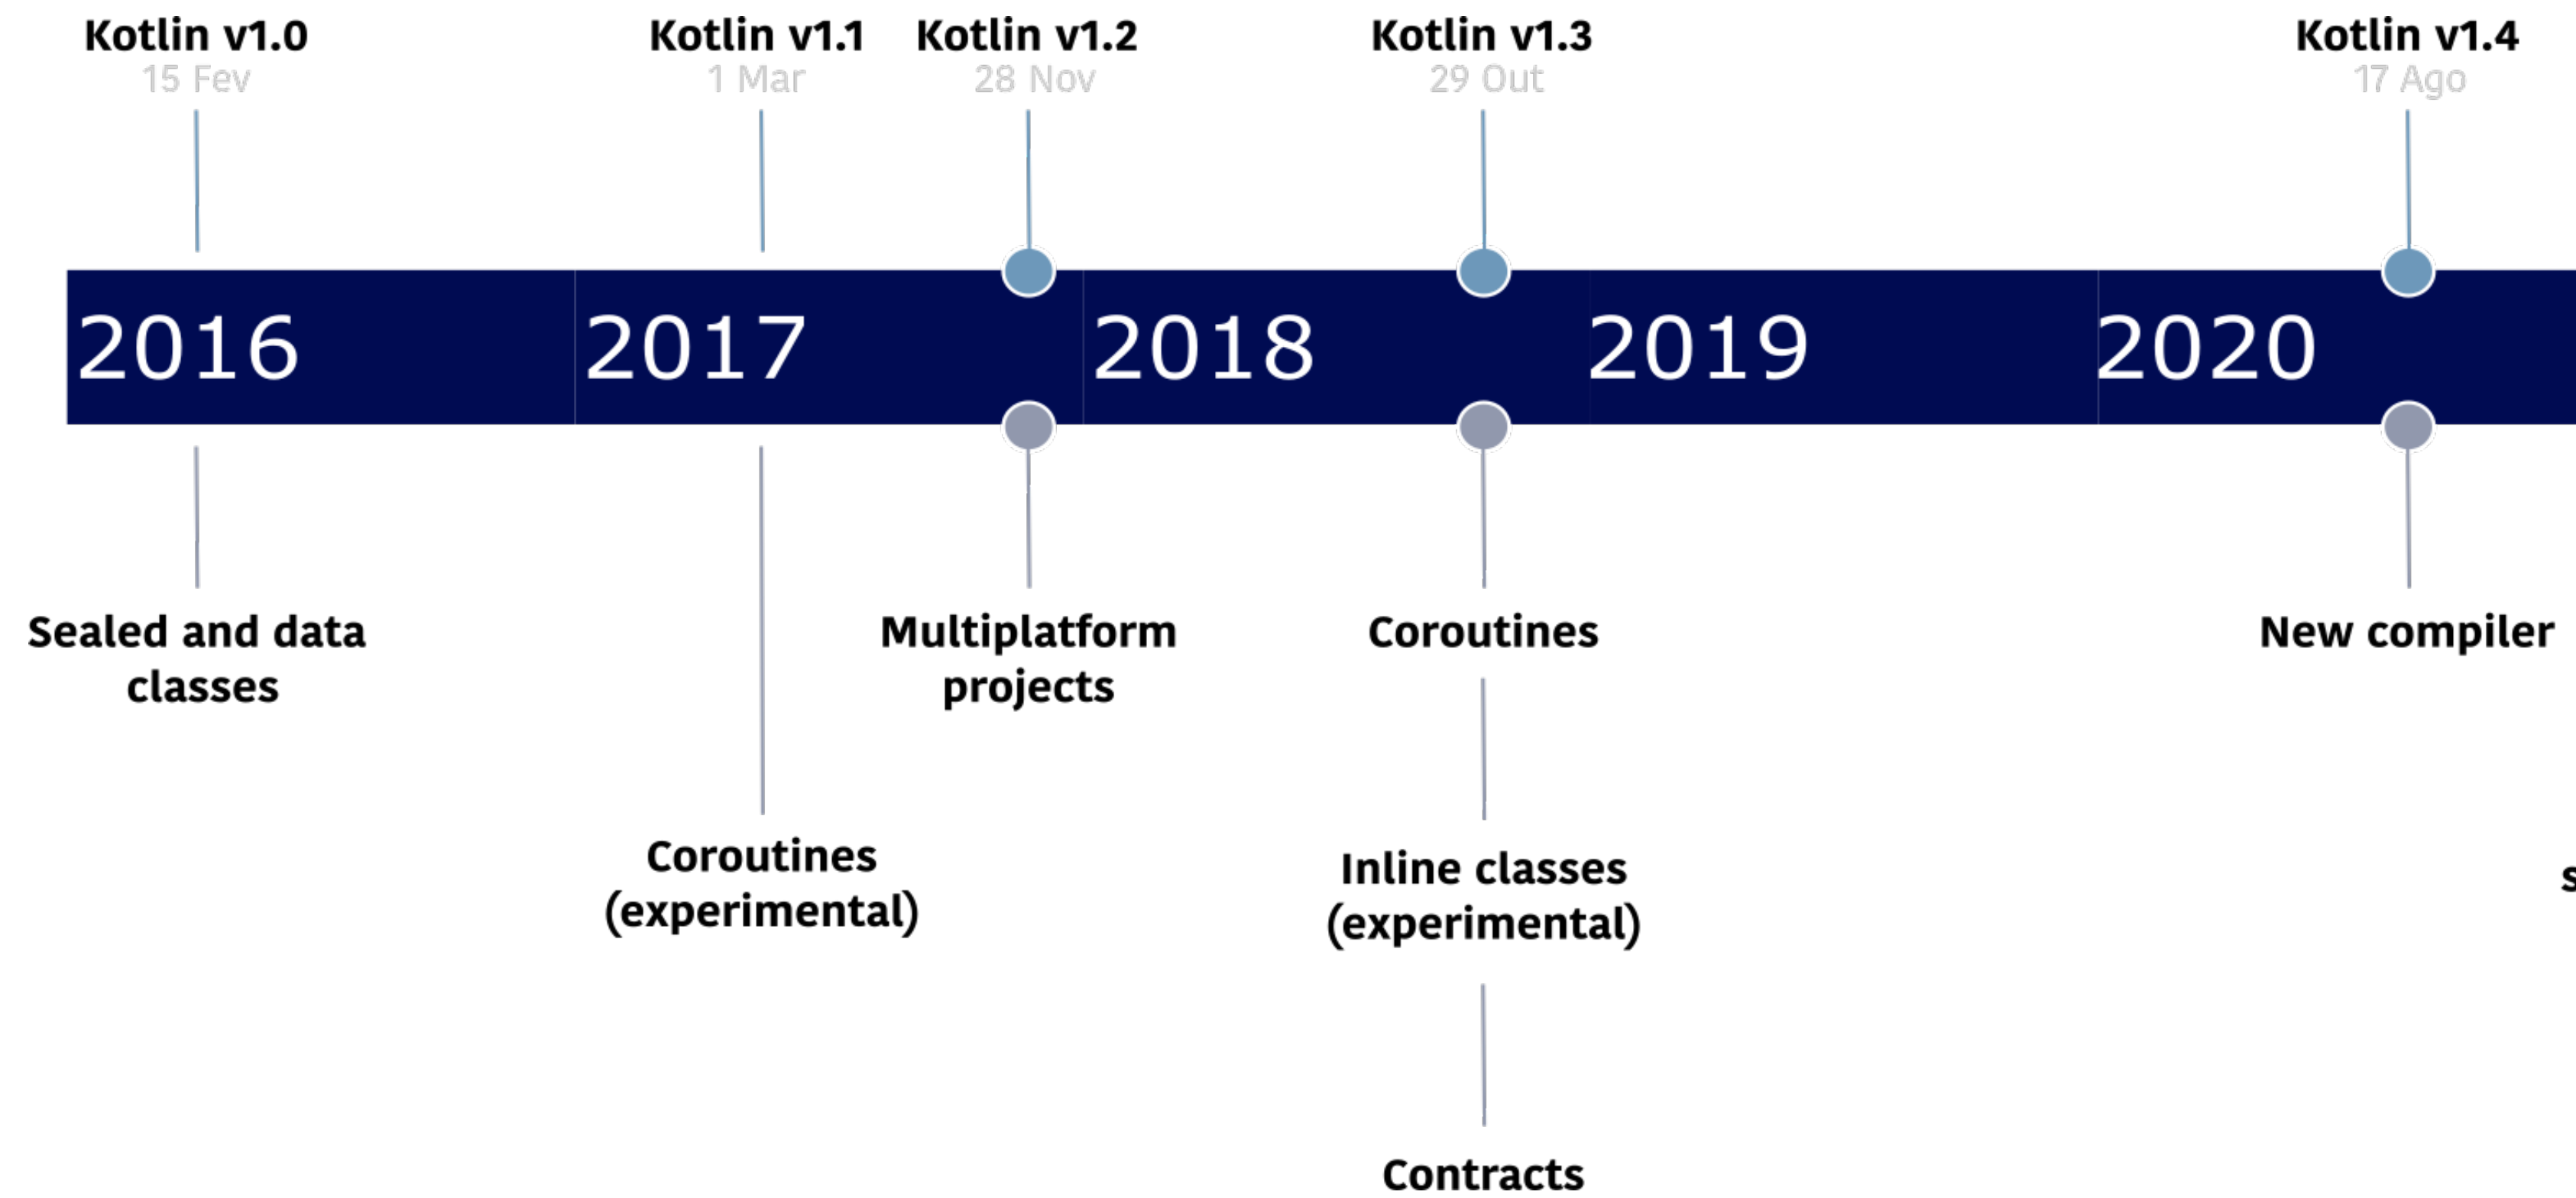 Kotlin v1.0
15 Fev
Kotlin v1.1
1 Mar
Kotlin v1.2
28 Nov
Kotlin v1.3
29 Out
Kotlin v1.4
17 Ago
2016
2017
2018
2019
2020
Sealed and data
classes
Coroutines
(experimental)
Multiplatform
projects
Coroutines
Inline classes
(experimental)
Contracts
New compiler